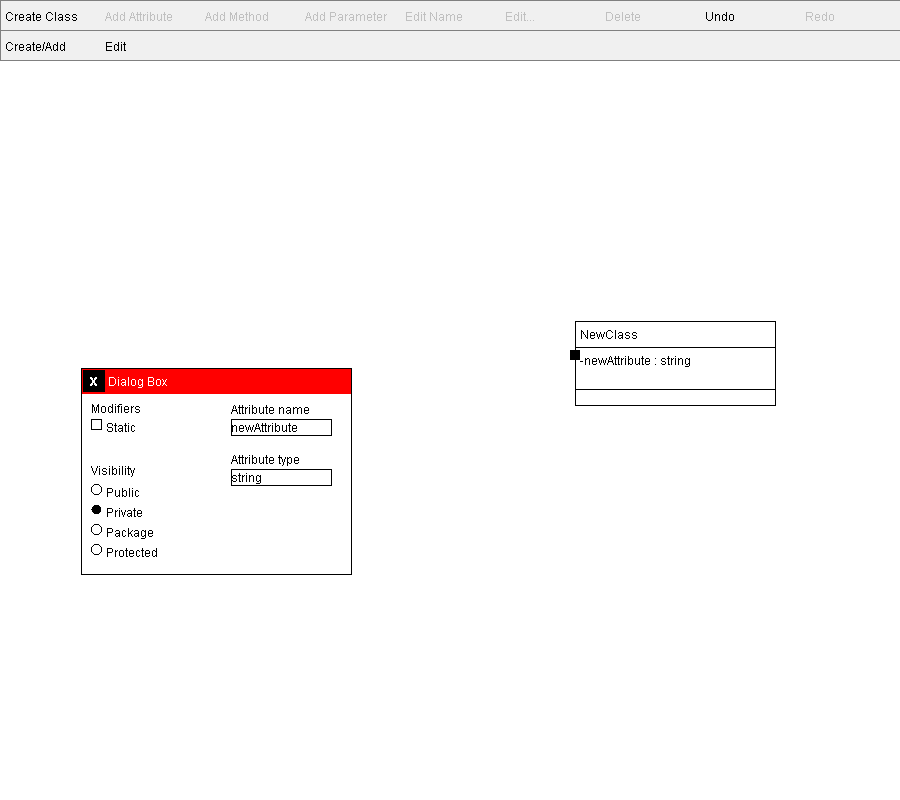 Create Class Add Attribute Add Method Add Parameter Edit Name Edit... Delete Undo Redo
Create/Add Edit
NewClass
-newAttribute : string
X Dialog Box
Modifiers
Static
Visibility
Public
Private
Package
Protected
Attribute name
newAttribute
Attribute type
string